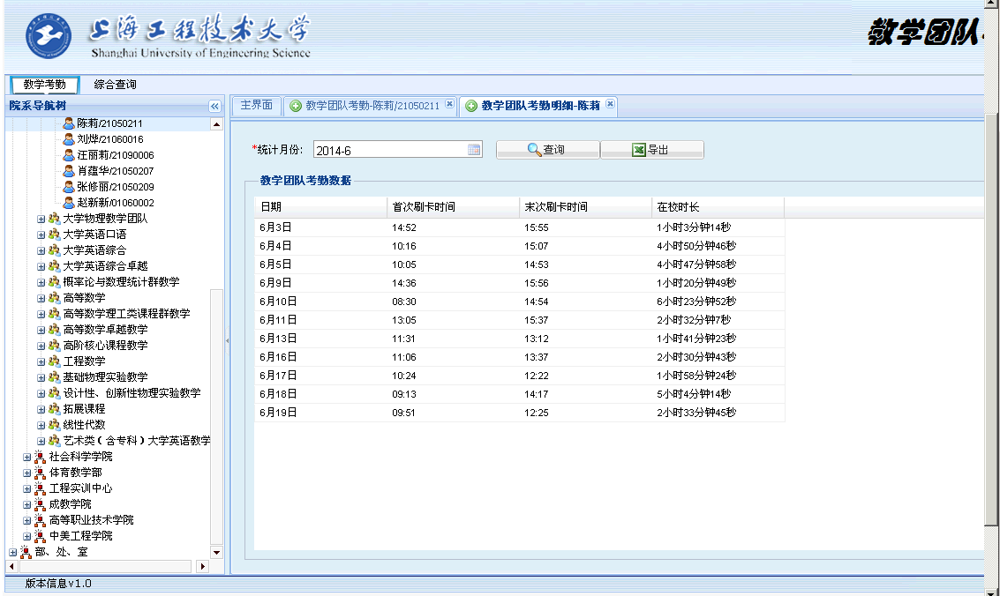 上海工程技术大学
Shanghai University of Engineering Science
教学团队
教学考勤 综合查询
院系导航树
陈莉/21050211
刘烨/21060016
汪丽莉/21090006
肖蕴华/21050207
张修丽/21050209
赵新新/01060002
大学物理教学团队
大学英语口语
大学英语综合
大学英语综合卓越
概率论与数理统计群教学
高等数学
高等数学理工类课程群教学
高等数学卓越教学
高阶核心课程教学
工程数学
基础物理实验教学
设计性、创新性物理实验教学
拓展课程
线性代数
艺术类（含专科）大学英语教学
社会科学学院
体育教学部
工程实训中心
成教学院
高等职业技术学院
中美工程学院
部、处、室
主界面 教学团队考勤-陈莉/21050211 教学团队考勤明细-陈莉
*统计月份: 2014-6 查询 导出
教学团队考勤数据
日期 首次刷卡时间 末次刷卡时间 在校时长
6月3日 14:52 15:55 1小时3分钟14秒
6月4日 10:16 15:07 4小时50分钟46秒
6月5日 10:05 14:53 4小时47分钟58秒
6月9日 14:36 15:56 1小时20分钟49秒
6月10日 08:30 14:54 6小时23分钟52秒
6月11日 13:05 15:37 2小时32分钟7秒
6月13日 11:31 13:12 1小时41分钟23秒
6月16日 11:06 13:37 2小时30分钟43秒
6月17日 10:24 12:22 1小时58分钟24秒
6月18日 09:13 14:17 5小时4分钟14秒
6月19日 09:51 12:25 2小时33分钟45秒
版本信息v1.0